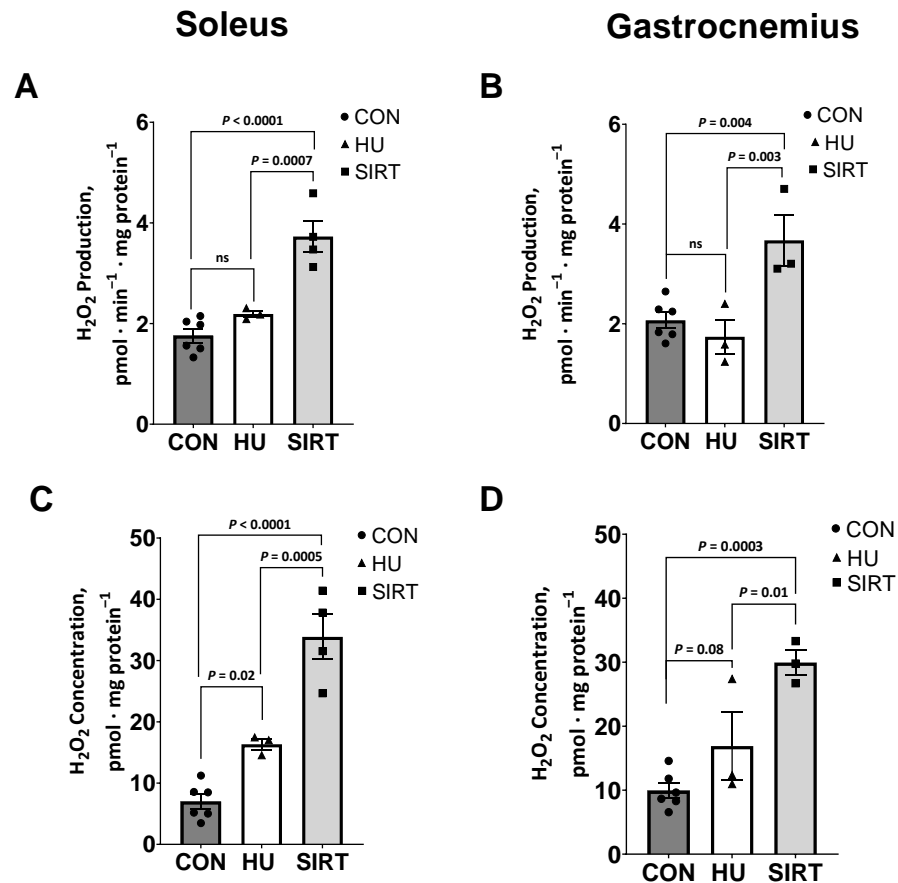 Soleus
Gastrocnemius
A
CON
HU
SIRT
P < 0.0001
P = 0.0007
ns
H₂O₂ Production,
pmol · min⁻¹ · mg protein⁻¹
6
4
2
0
CON HU SIRT
B
CON
HU
SIRT
P = 0.004
P = 0.003
ns
H₂O₂ Production,
pmol · min⁻¹ · mg protein⁻¹
6
4
2
0
CON HU SIRT
C
CON
HU
SIRT
P < 0.0001
P = 0.0005
P = 0.02
H₂O₂ Concentration,
pmol · mg protein⁻¹
50
40
30
20
10
0
CON HU SIRT
D
CON
HU
SIRT
P = 0.0003
P = 0.01
P = 0.08
H₂O₂ Concentration,
pmol · mg protein⁻¹
50
40
30
20
10
0
CON HU SIRT